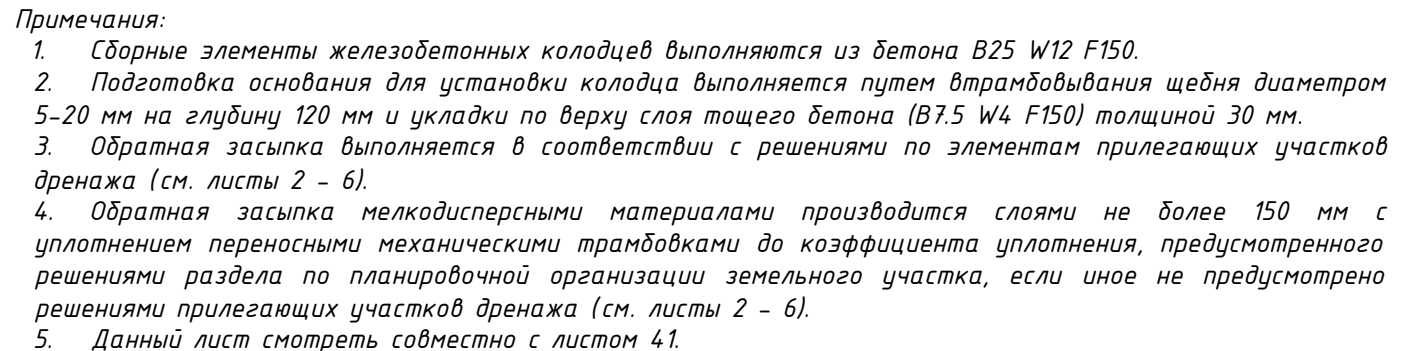 Примечания:
1. Сборные элементы железобетонных колодцев выполняются из бетона В25 W12 F150.
2. Подготовка основания для установки колодца выполняется путем втрамбовывания щебня диаметром
5-20 мм на глубину 120 мм и укладки по верху слоя тощего бетона (В7.5 W4 F150) толщиной 30 мм.
3. Обратная засыпка выполняется в соответствии с решениями по элементам прилегающих участков
дренажа (см. листы 2 - 6).
4. Обратная засыпка мелкодисперсными материалами производится слоями не более 150 мм с
уплотнением переносными механическими трамбовками до коэффициента уплотнения, предусмотренного
решениями раздела по планировочной организации земельного участка, если иное не предусмотрено
решениями прилегающих участков дренажа (см. листы 2 - 6).
5. Данный лист смотреть совместно с листом 41.